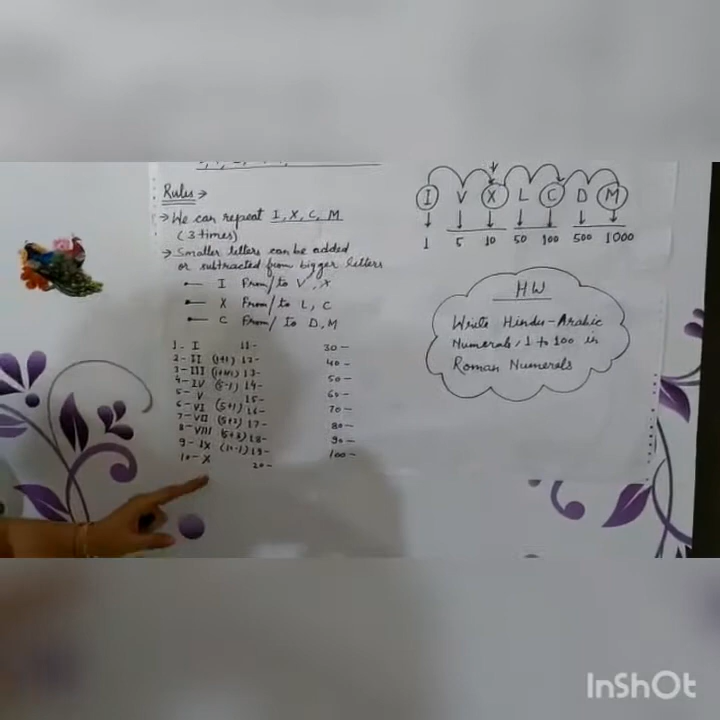 Rules →
→ We can repeat I, X, C, M
(3 times)
→ Smaller letters can be added
or subtracted from bigger letters
•— I From/to V, X
•— X From/to L, C
•— C From/To D, M
1 - I 11 - 30 -
2 - II (1+1) 12 - 40 -
3 - III (1+1+1) 13 - 50 -
4 - IV (5-1) 14 - 60 -
5 - V 15 - 70 -
6 - VI (5+1) 16 - 80 -
7 - VII (5+2) 17 - 90 -
8 - VIII (5+3) 18 - 100 -
9 - IX 19 -
10 - X 20 -
I V X L C D M
1 5 10 50 100 500 1000
HW
Write Hindu-Arabic
Numerals, 1 to 100 in
Roman Numerals
InShOt